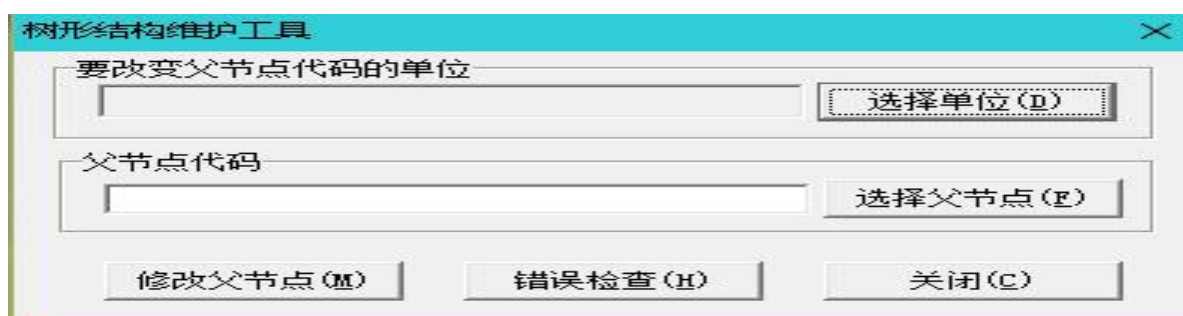 树形结构维护工具
要改变父节点代码的单位
选择单位(D)
父节点代码
选择父节点(F)
修改父节点(M) 错误检查(H) 关闭(C)